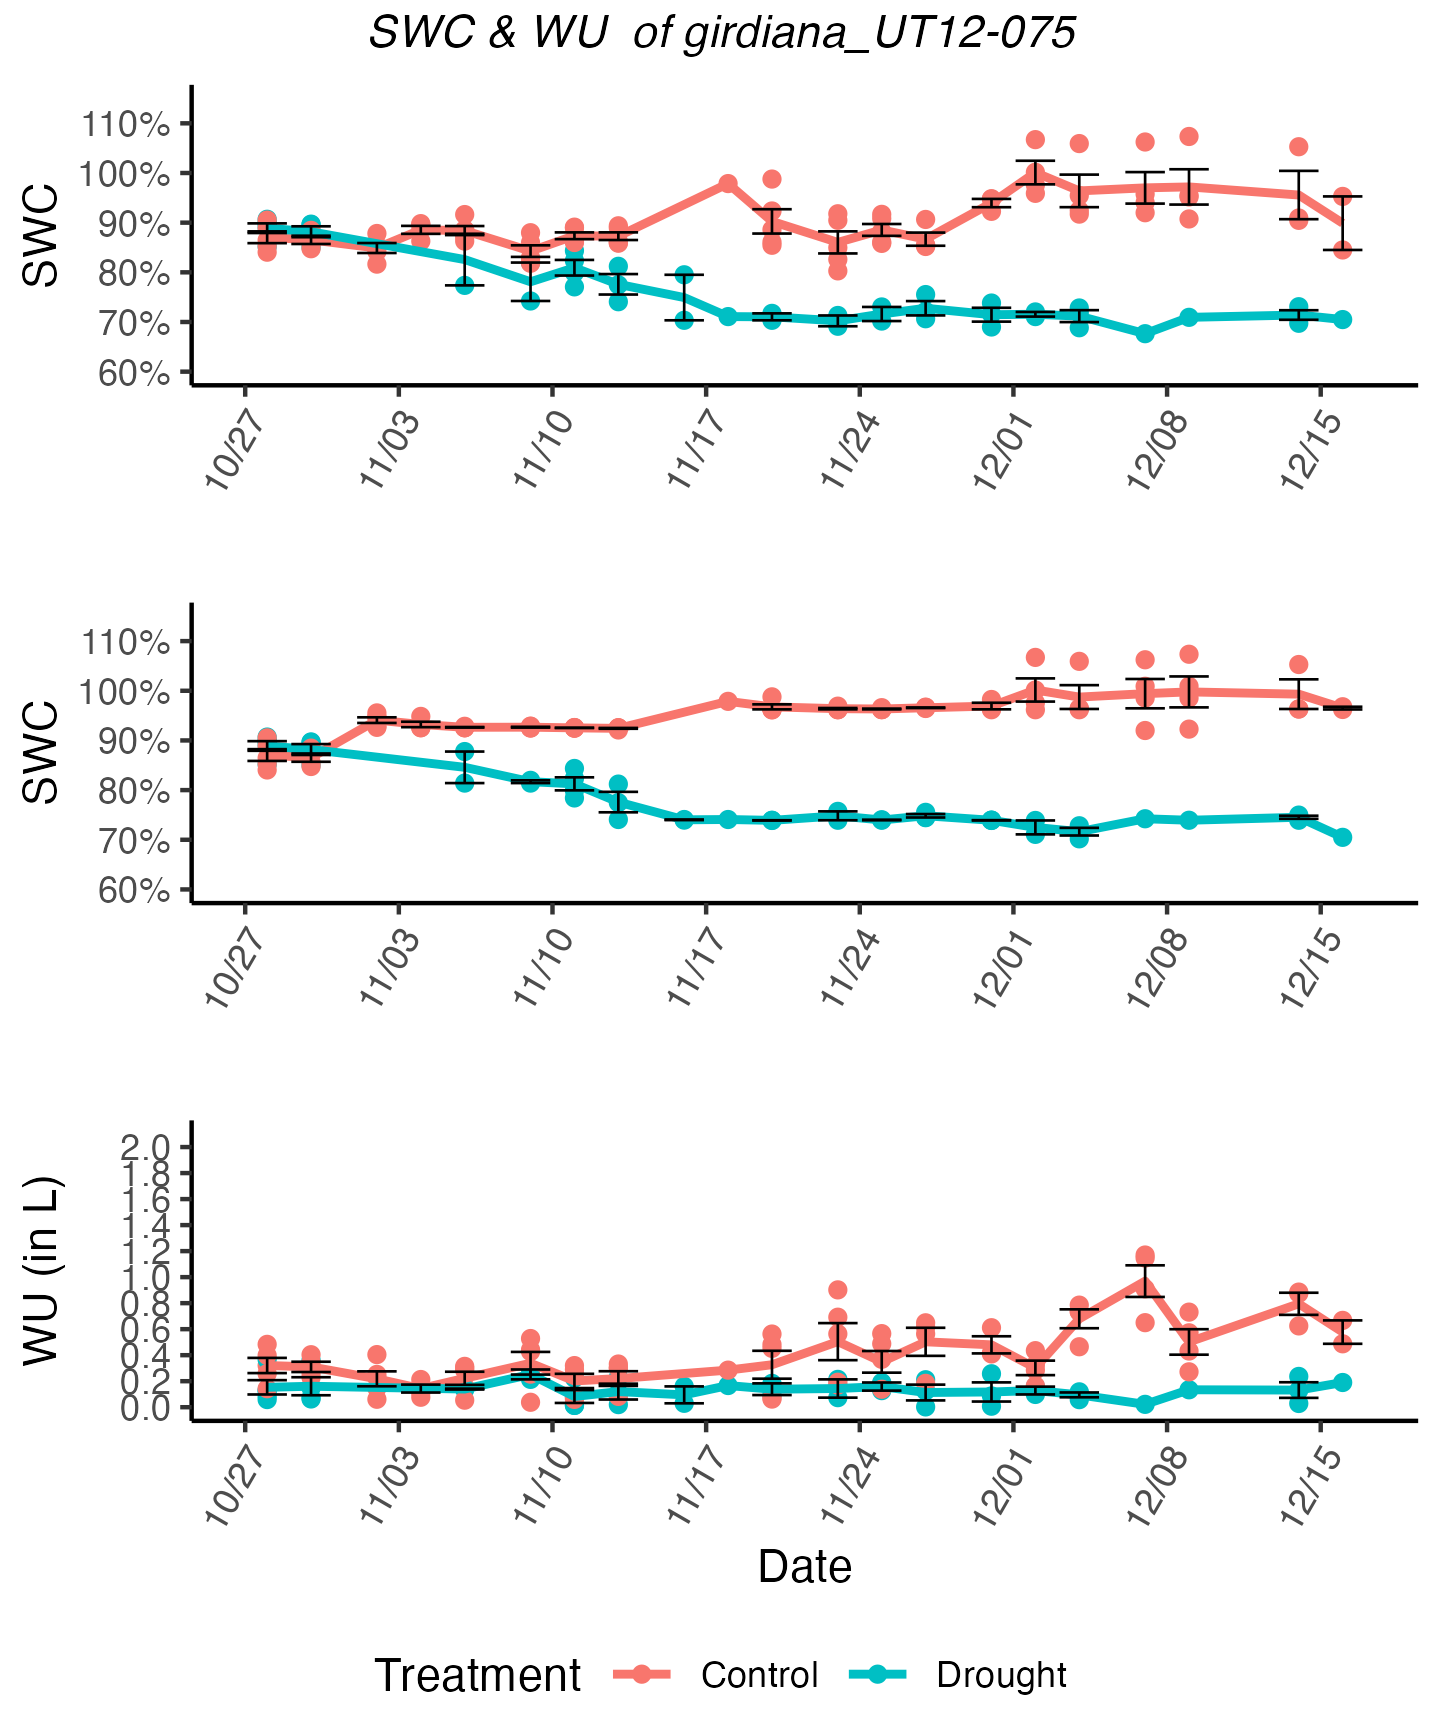 SWC & WU of girdiana_UT12-075
SWC
110%
100%
90%
80%
70%
60%
10/27 11/03 11/10 11/17 11/24 12/01 12/08 12/15
SWC
110%
100%
90%
80%
70%
60%
10/27 11/03 11/10 11/17 11/24 12/01 12/08 12/15
WU (in L)
2.0
1.8
1.6
1.4
1.2
1.0
0.8
0.6
0.4
0.2
0.0
10/27 11/03 11/10 11/17 11/24 12/01 12/08 12/15
Date
Treatment Control Drought